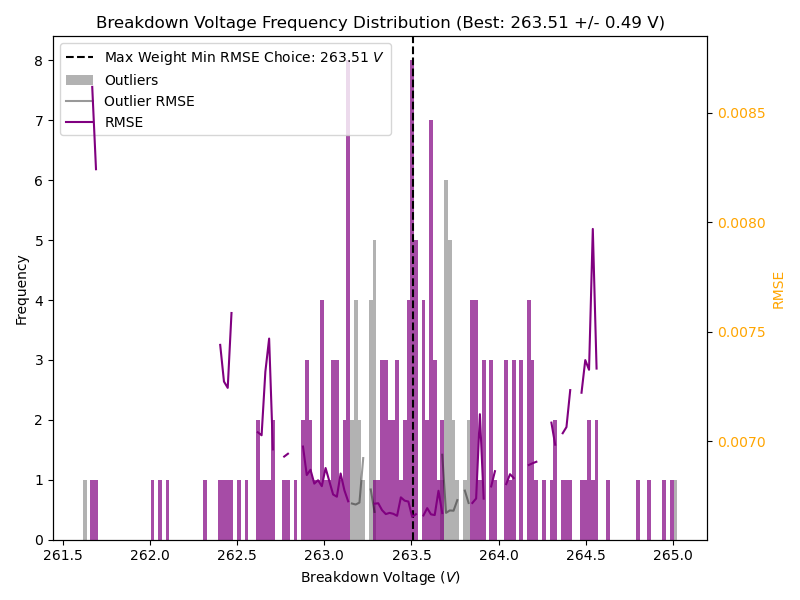 Breakdown Voltage Frequency Distribution (Best: 263.51 +/- 0.49 V)
Max Weight Min RMSE Choice: 263.51 V
Outliers
Outlier RMSE
RMSE
Frequency
8
7
6
5
4
3
2
1
0
0.0085
0.0080
0.0075
0.0070
RMSE
261.5
262.0
262.5
263.0
263.5
264.0
264.5
265.0
Breakdown Voltage (V)